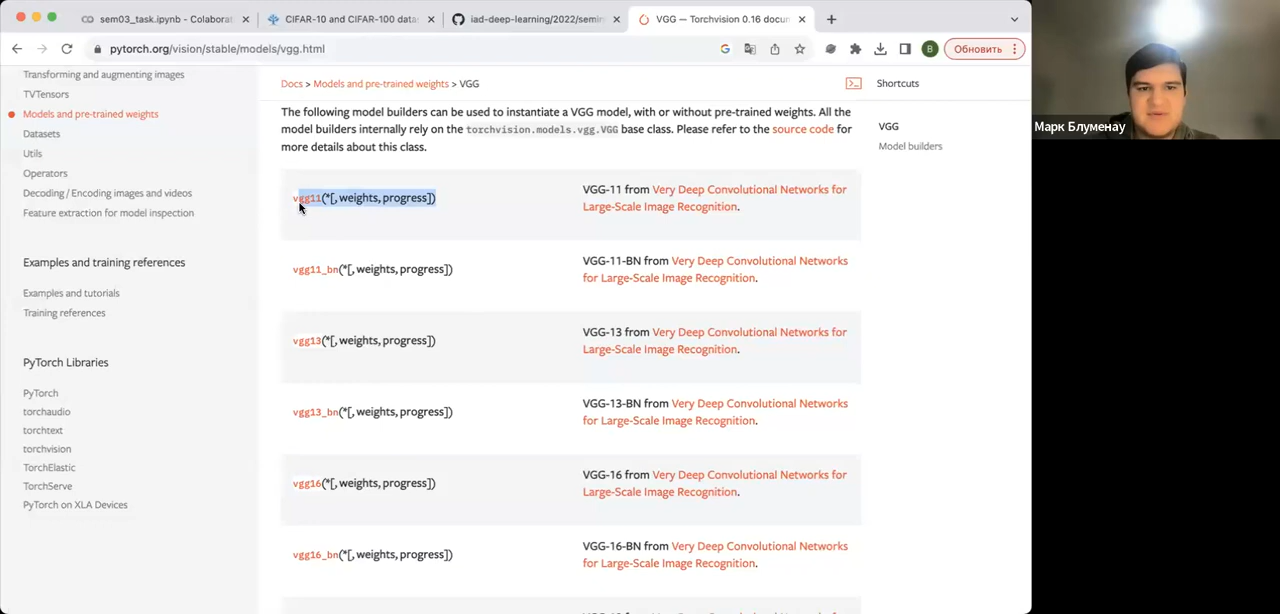 sem03_task.ipynb - Colaborat
CIFAR-10 and CIFAR-100 data
iad-deep-learning/2022/semin
VGG — Torchvision 0.16 docum
pytorch.org/vision/stable/models/vgg.html
B
Обновить
Transforming and augmenting images
TVTensors
Models and pre-trained weights
Datasets
Utils
Operators
Decoding / Encoding images and videos
Feature extraction for model inspection
Examples and training references
Examples and tutorials
Training references
PyTorch Libraries
PyTorch
torchaudio
torchtext
torchvision
TorchElastic
TorchServe
PyTorch on XLA Devices
Docs > Models and pre-trained weights > VGG
The following model builders can be used to instantiate a VGG model, with or without pre-trained weights. All the
model builders internally rely on the torchvision.models.vgg.VGG base class. Please refer to the source code for
more details about this class.
vgg11(*[, weights, progress])
VGG-11 from Very Deep Convolutional Networks for
Large-Scale Image Recognition.
vgg11_bn(*[, weights, progress])
VGG-11-BN from Very Deep Convolutional Networks
for Large-Scale Image Recognition.
vgg13(*[, weights, progress])
VGG-13 from Very Deep Convolutional Networks for
Large-Scale Image Recognition.
vgg13_bn(*[, weights, progress])
VGG-13-BN from Very Deep Convolutional Networks
for Large-Scale Image Recognition.
vgg16(*[, weights, progress])
VGG-16 from Very Deep Convolutional Networks for
Large-Scale Image Recognition.
vgg16_bn(*[, weights, progress])
VGG-16-BN from Very Deep Convolutional Networks
for Large-Scale Image Recognition.
Shortcuts
VGG
Model builders
Марк Блуменау